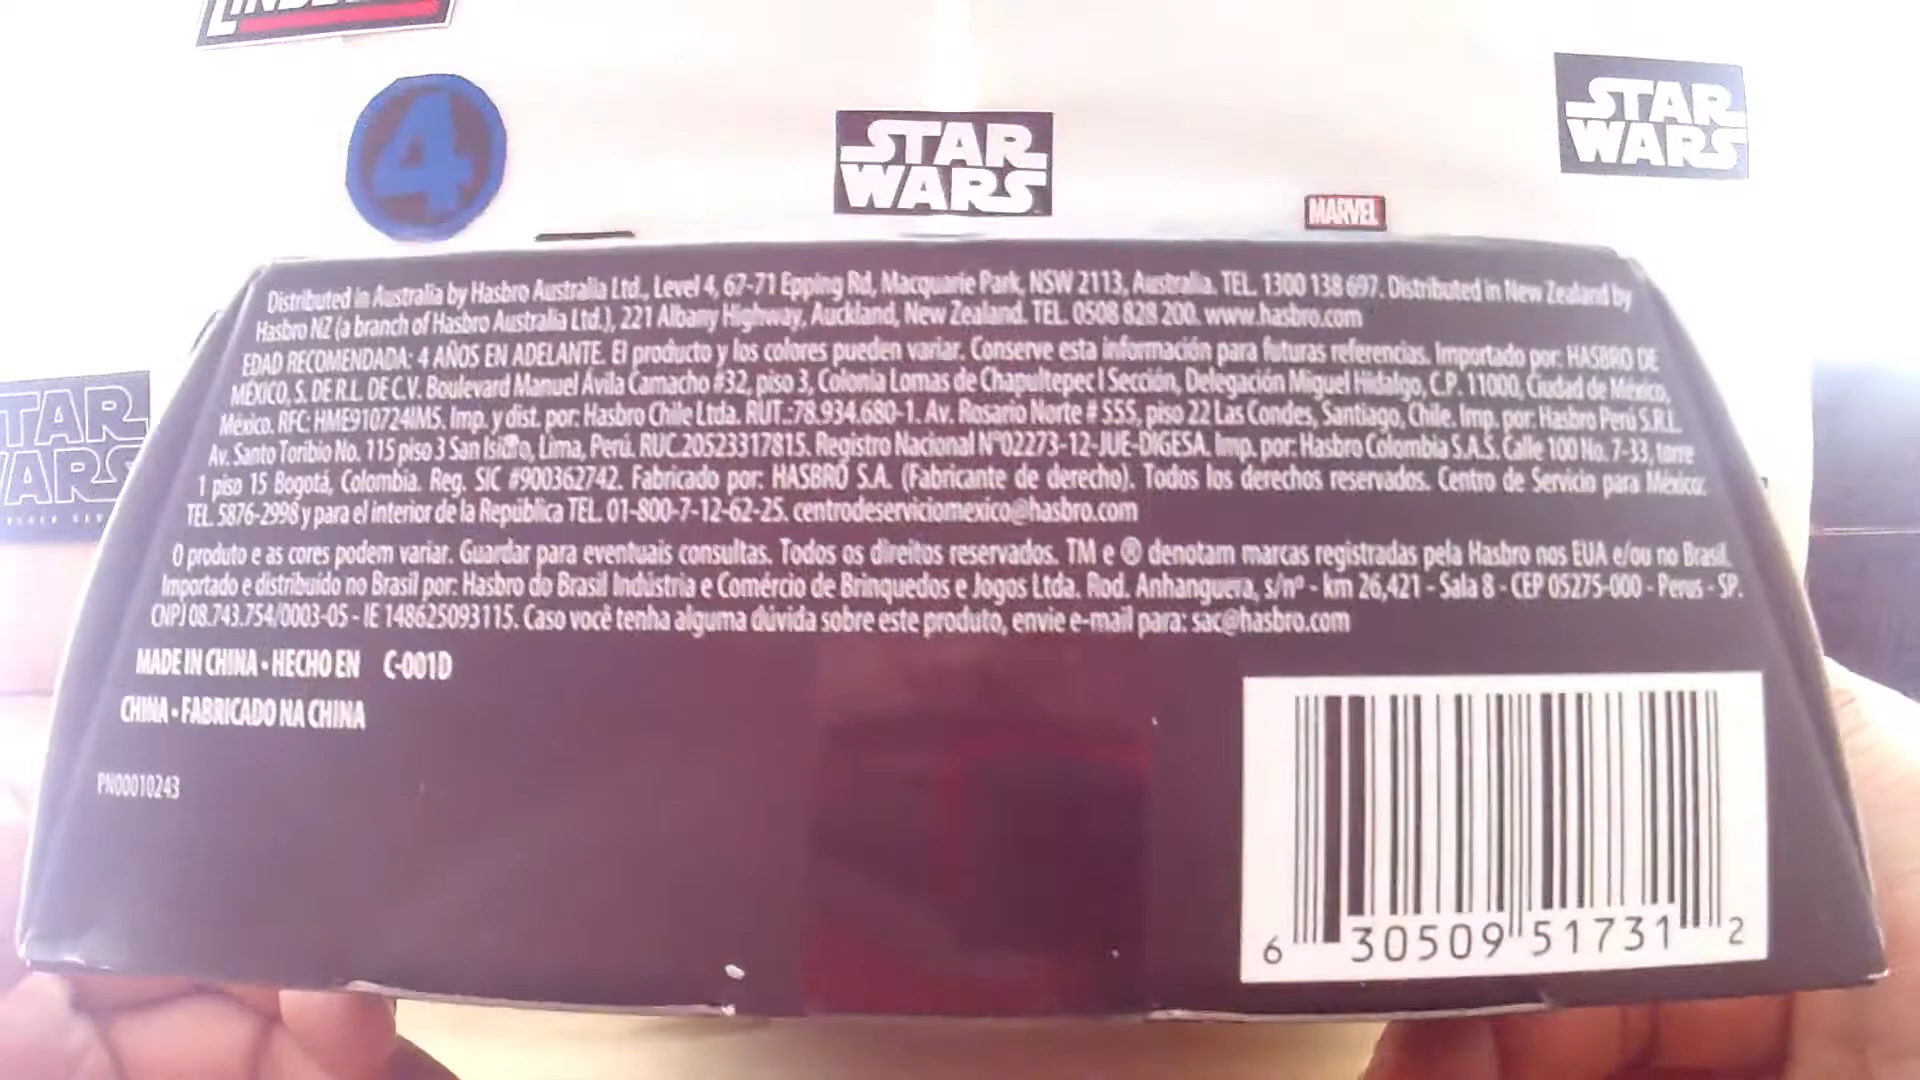 4
STAR
WARS
STAR
WARS
MARVEL
TAR
WARS
Distributed in Australia by Hasbro Australia Ltd., Level 4, 67-71 Epping Rd, Macquarie Park, NSW 2113, Australia. TEL. 1300 138 697. Distributed in New Zealand by
Hasbro NZ (a branch of Hasbro Australia Ltd.), 221 Albany Highway, Auckland, New Zealand. TEL. 0508 828 200. www.hasbro.com
EDAD RECOMENDADA: 4 AÑOS EN ADELANTE. El producto y los colores pueden variar. Conserve esta información para futuras referencias. Importado por: HASBRO DE
MÉXICO, S. DE R.L. DE C.V. Boulevard Manuel Ávila Camacho #32, piso 3, Colonia Lomas de Chapultepec I Sección, Delegación Miguel Hidalgo, C.P. 11000, Ciudad de México,
México. RFC: HME910724IM5. Imp. y dist. por: Hasbro Chile Ltda. RUT.:78.934.680-1. Av. Rosario Norte # 555, piso 22 Las Condes, Santiago, Chile. Imp. por: Hasbro Perú S.R.L.
Av. Santo Toribio No. 115 piso 3 San Isidro, Lima, Perú. RUC.20523317815. Registro Nacional N°02273-12-JUE-DIGESA. Imp. por: Hasbro Colombia S.A.S. Calle 100 No. 7-33, torre
1 piso 15 Bogotá, Colombia. Reg. SIC #900362742. Fabricado por: HASBRO S.A. (Fabricante de derecho). Todos los derechos reservados. Centro de Servicio para México:
TEL. 5876-2998 y para el interior de la República TEL. 01-800-7-12-62-25. centrodeserviciomexico@hasbro.com
O produto e as cores podem variar. Guardar para eventuais consultas. Todos os direitos reservados. TM e ® denotam marcas registradas pela Hasbro nos EUA e/ou no Brasil.
Importado e distribuído no Brasil por: Hasbro do Brasil Indústria e Comércio de Brinquedos e Jogos Ltda. Rod. Anhanguera, s/nº - km 26,421 - Sala 8 - CEP 05275-000 - Perus - SP.
CNPJ 08.743.754/0003-05 - IE 148625093115. Caso você tenha alguma dúvida sobre este produto, envie e-mail para: sac@hasbro.com
MADE IN CHINA • HECHO EN C-001D
CHINA • FABRICADO NA CHINA
PN00010243
6 30509 51731 2